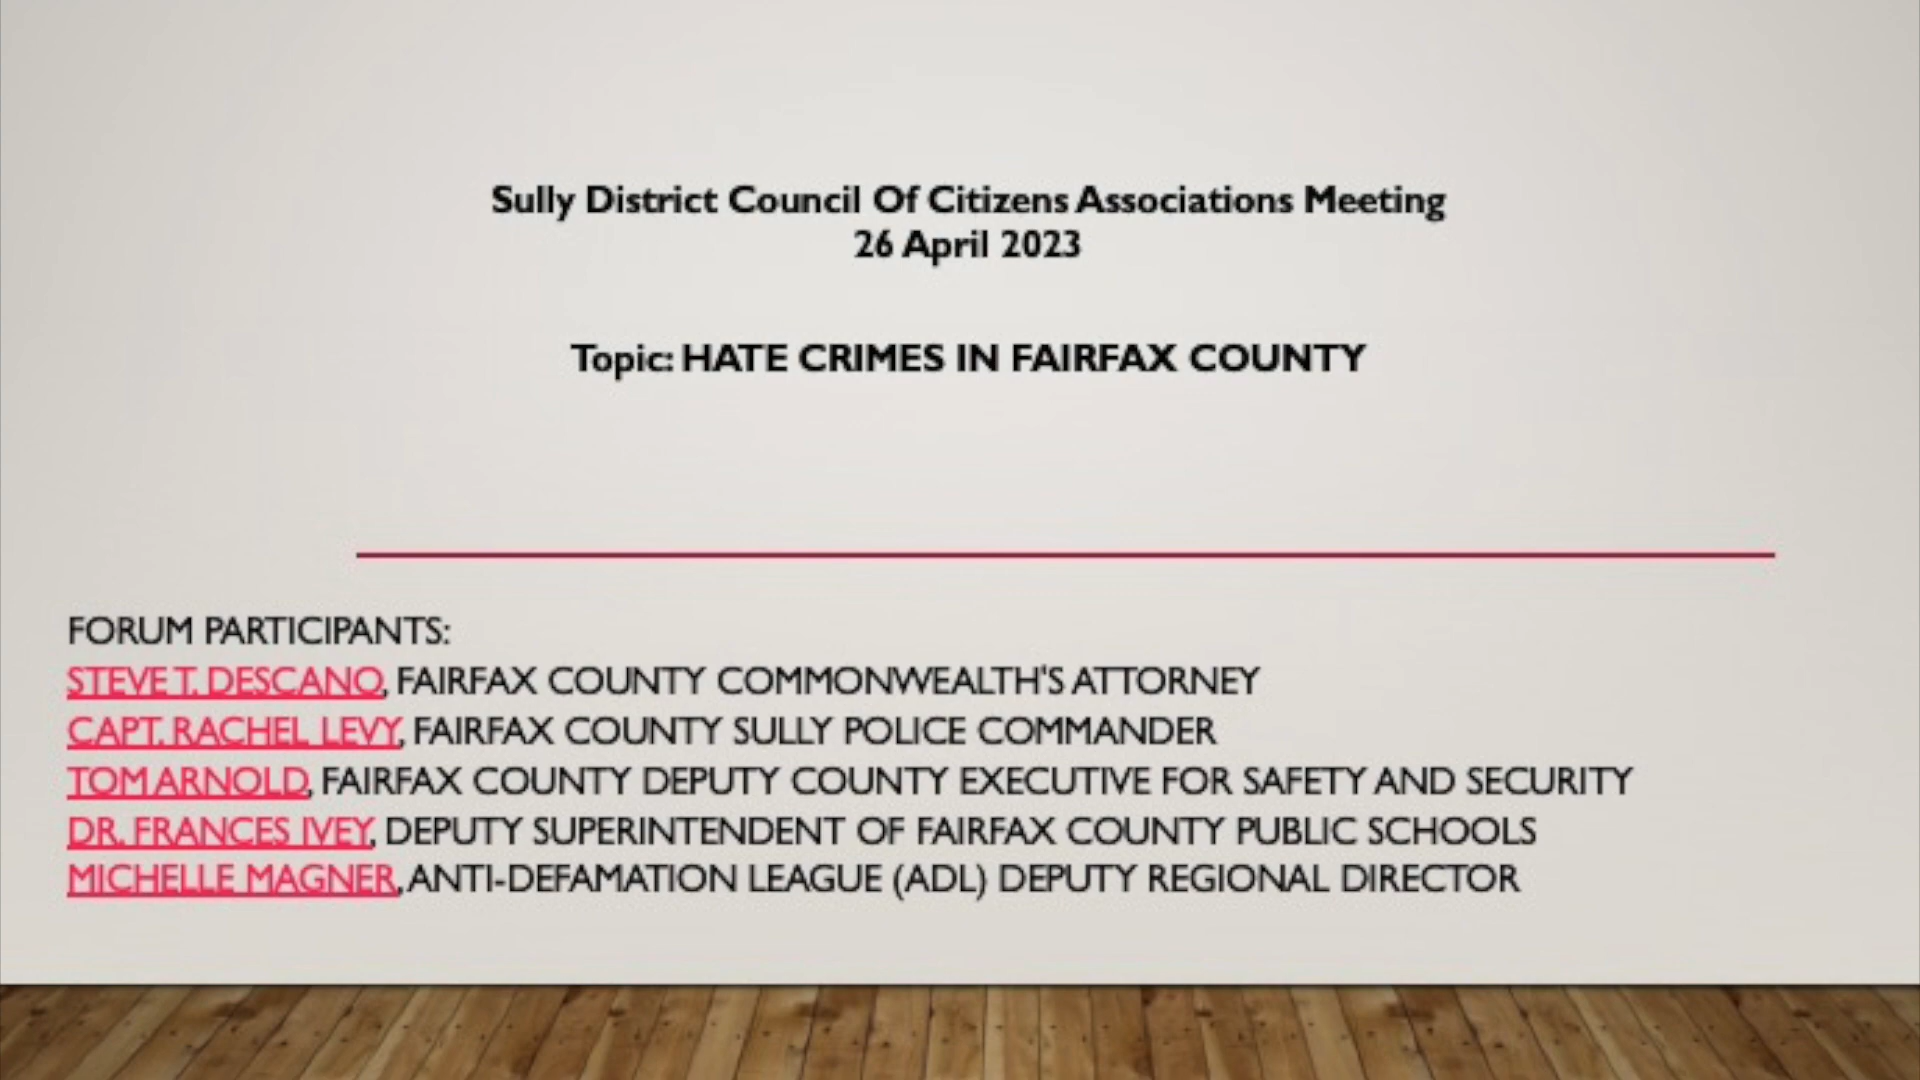 Sully District Council Of Citizens Associations Meeting
26 April 2023
Topic: HATE CRIMES IN FAIRFAX COUNTY
FORUM PARTICIPANTS:
STEVE T. DESCANO, FAIRFAX COUNTY COMMONWEALTH'S ATTORNEY
CAPT. RACHEL LEVY, FAIRFAX COUNTY SULLY POLICE COMMANDER
TOM ARNOLD, FAIRFAX COUNTY DEPUTY COUNTY EXECUTIVE FOR SAFETY AND SECURITY
DR. FRANCES IVEY, DEPUTY SUPERINTENDENT OF FAIRFAX COUNTY PUBLIC SCHOOLS
MICHELLE MAGNER, ANTI-DEFAMATION LEAGUE (ADL) DEPUTY REGIONAL DIRECTOR